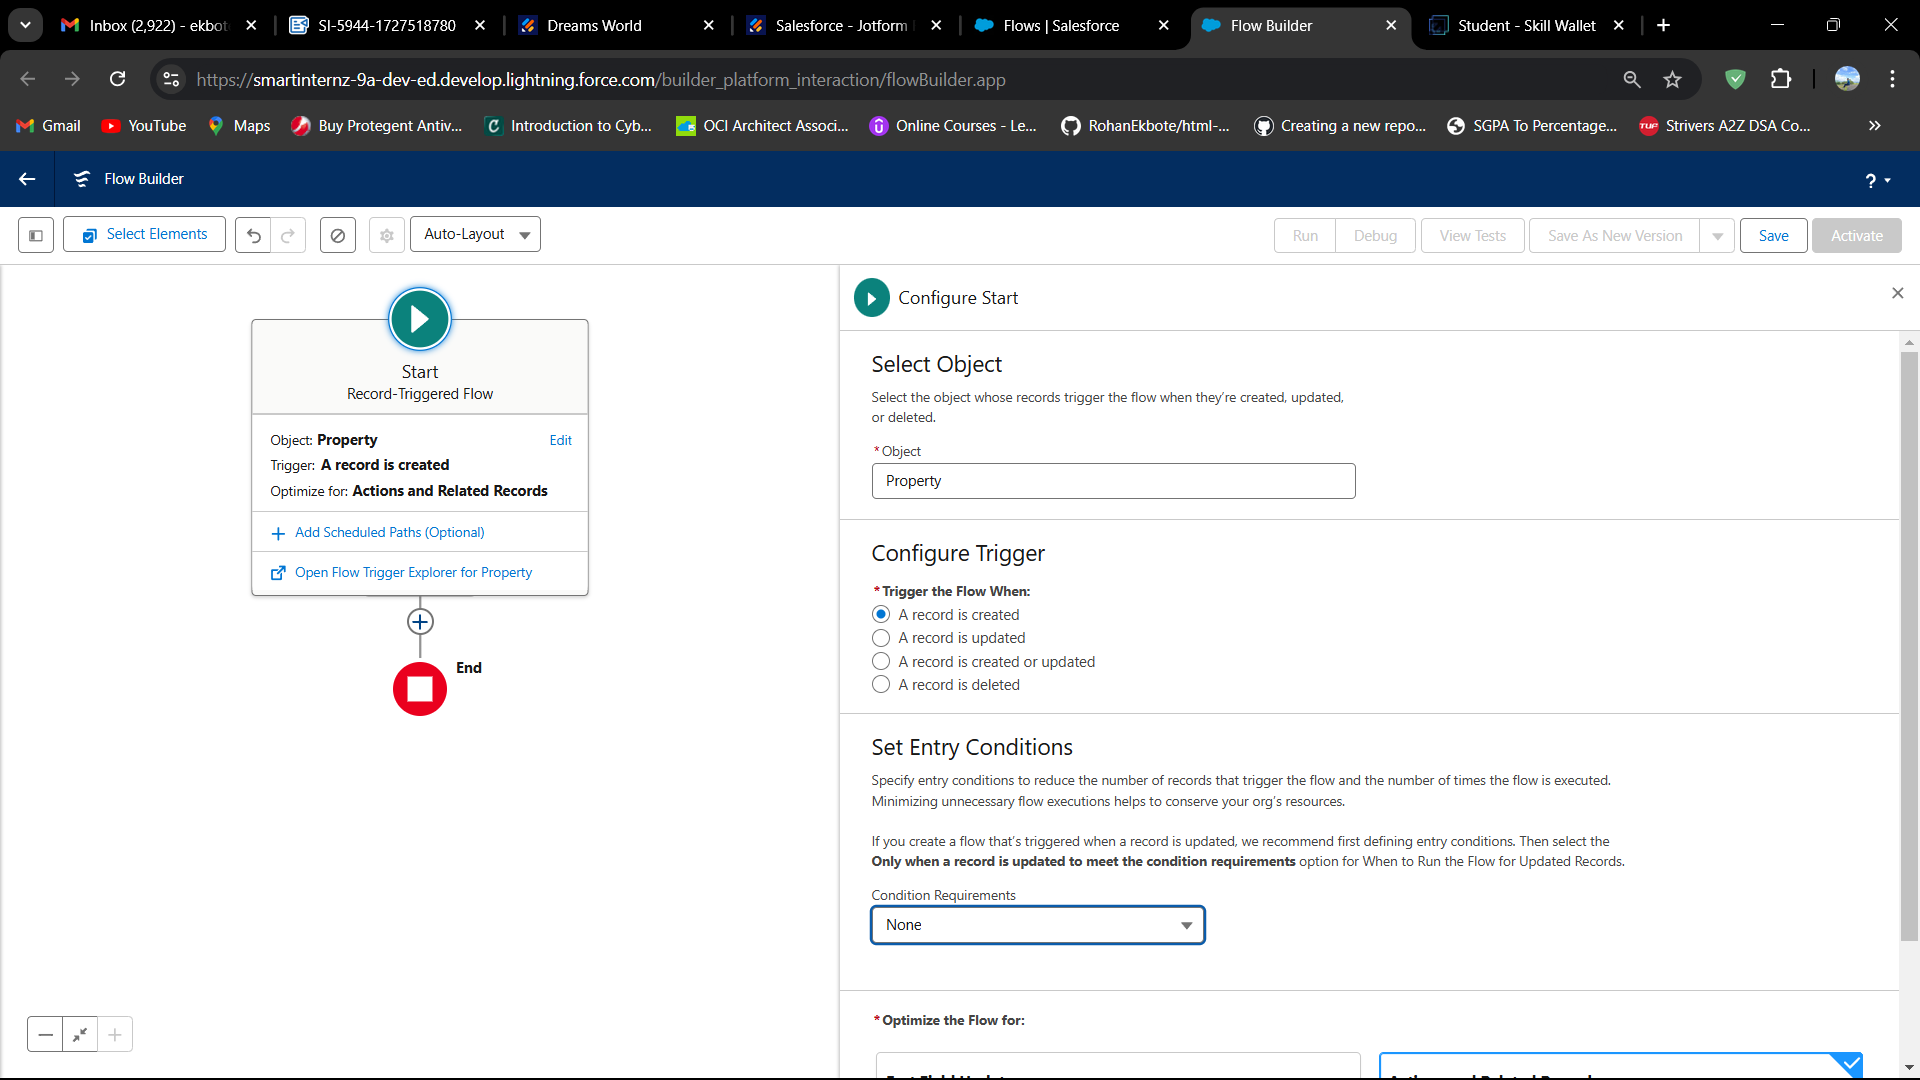 Inbox (2,922) - ekbot
SI-5944-1727518780
Dreams World
Salesforce - Jotform
Flows | Salesforce
Flow Builder
Student - Skill Wallet
https://smartinternz-9a-dev-ed.develop.lightning.force.com/builder_platform_interaction/flowBuilder.app
Gmail
YouTube
Maps
Buy Protegent Antiv...
Introduction to Cyb...
OCI Architect Associ...
Online Courses - Le...
RohanEkbote/html-...
Creating a new repo...
SGPA To Percentage...
TUF
Strivers A2Z DSA Co...
Flow Builder
?
Select Elements
Auto-Layout
Run
Debug
View Tests
Save As New Version
Save
Activate
Start
Record-Triggered Flow
Object: Property
Edit
Trigger: A record is created
Optimize for: Actions and Related Records
Add Scheduled Paths (Optional)
Open Flow Trigger Explorer for Property
End
Configure Start
Select Object
Select the object whose records trigger the flow when they're created, updated,
or deleted.
* Object
Property
Configure Trigger
* Trigger the Flow When:
A record is created
A record is updated
A record is created or updated
A record is deleted
Set Entry Conditions
Specify entry conditions to reduce the number of records that trigger the flow and the number of times the flow is executed.
Minimizing unnecessary flow executions helps to conserve your org's resources.
If you create a flow that's triggered when a record is updated, we recommend first defining entry conditions. Then select the
Only when a record is updated to meet the condition requirements option for When to Run the Flow for Updated Records.
Condition Requirements
None
* Optimize the Flow for: